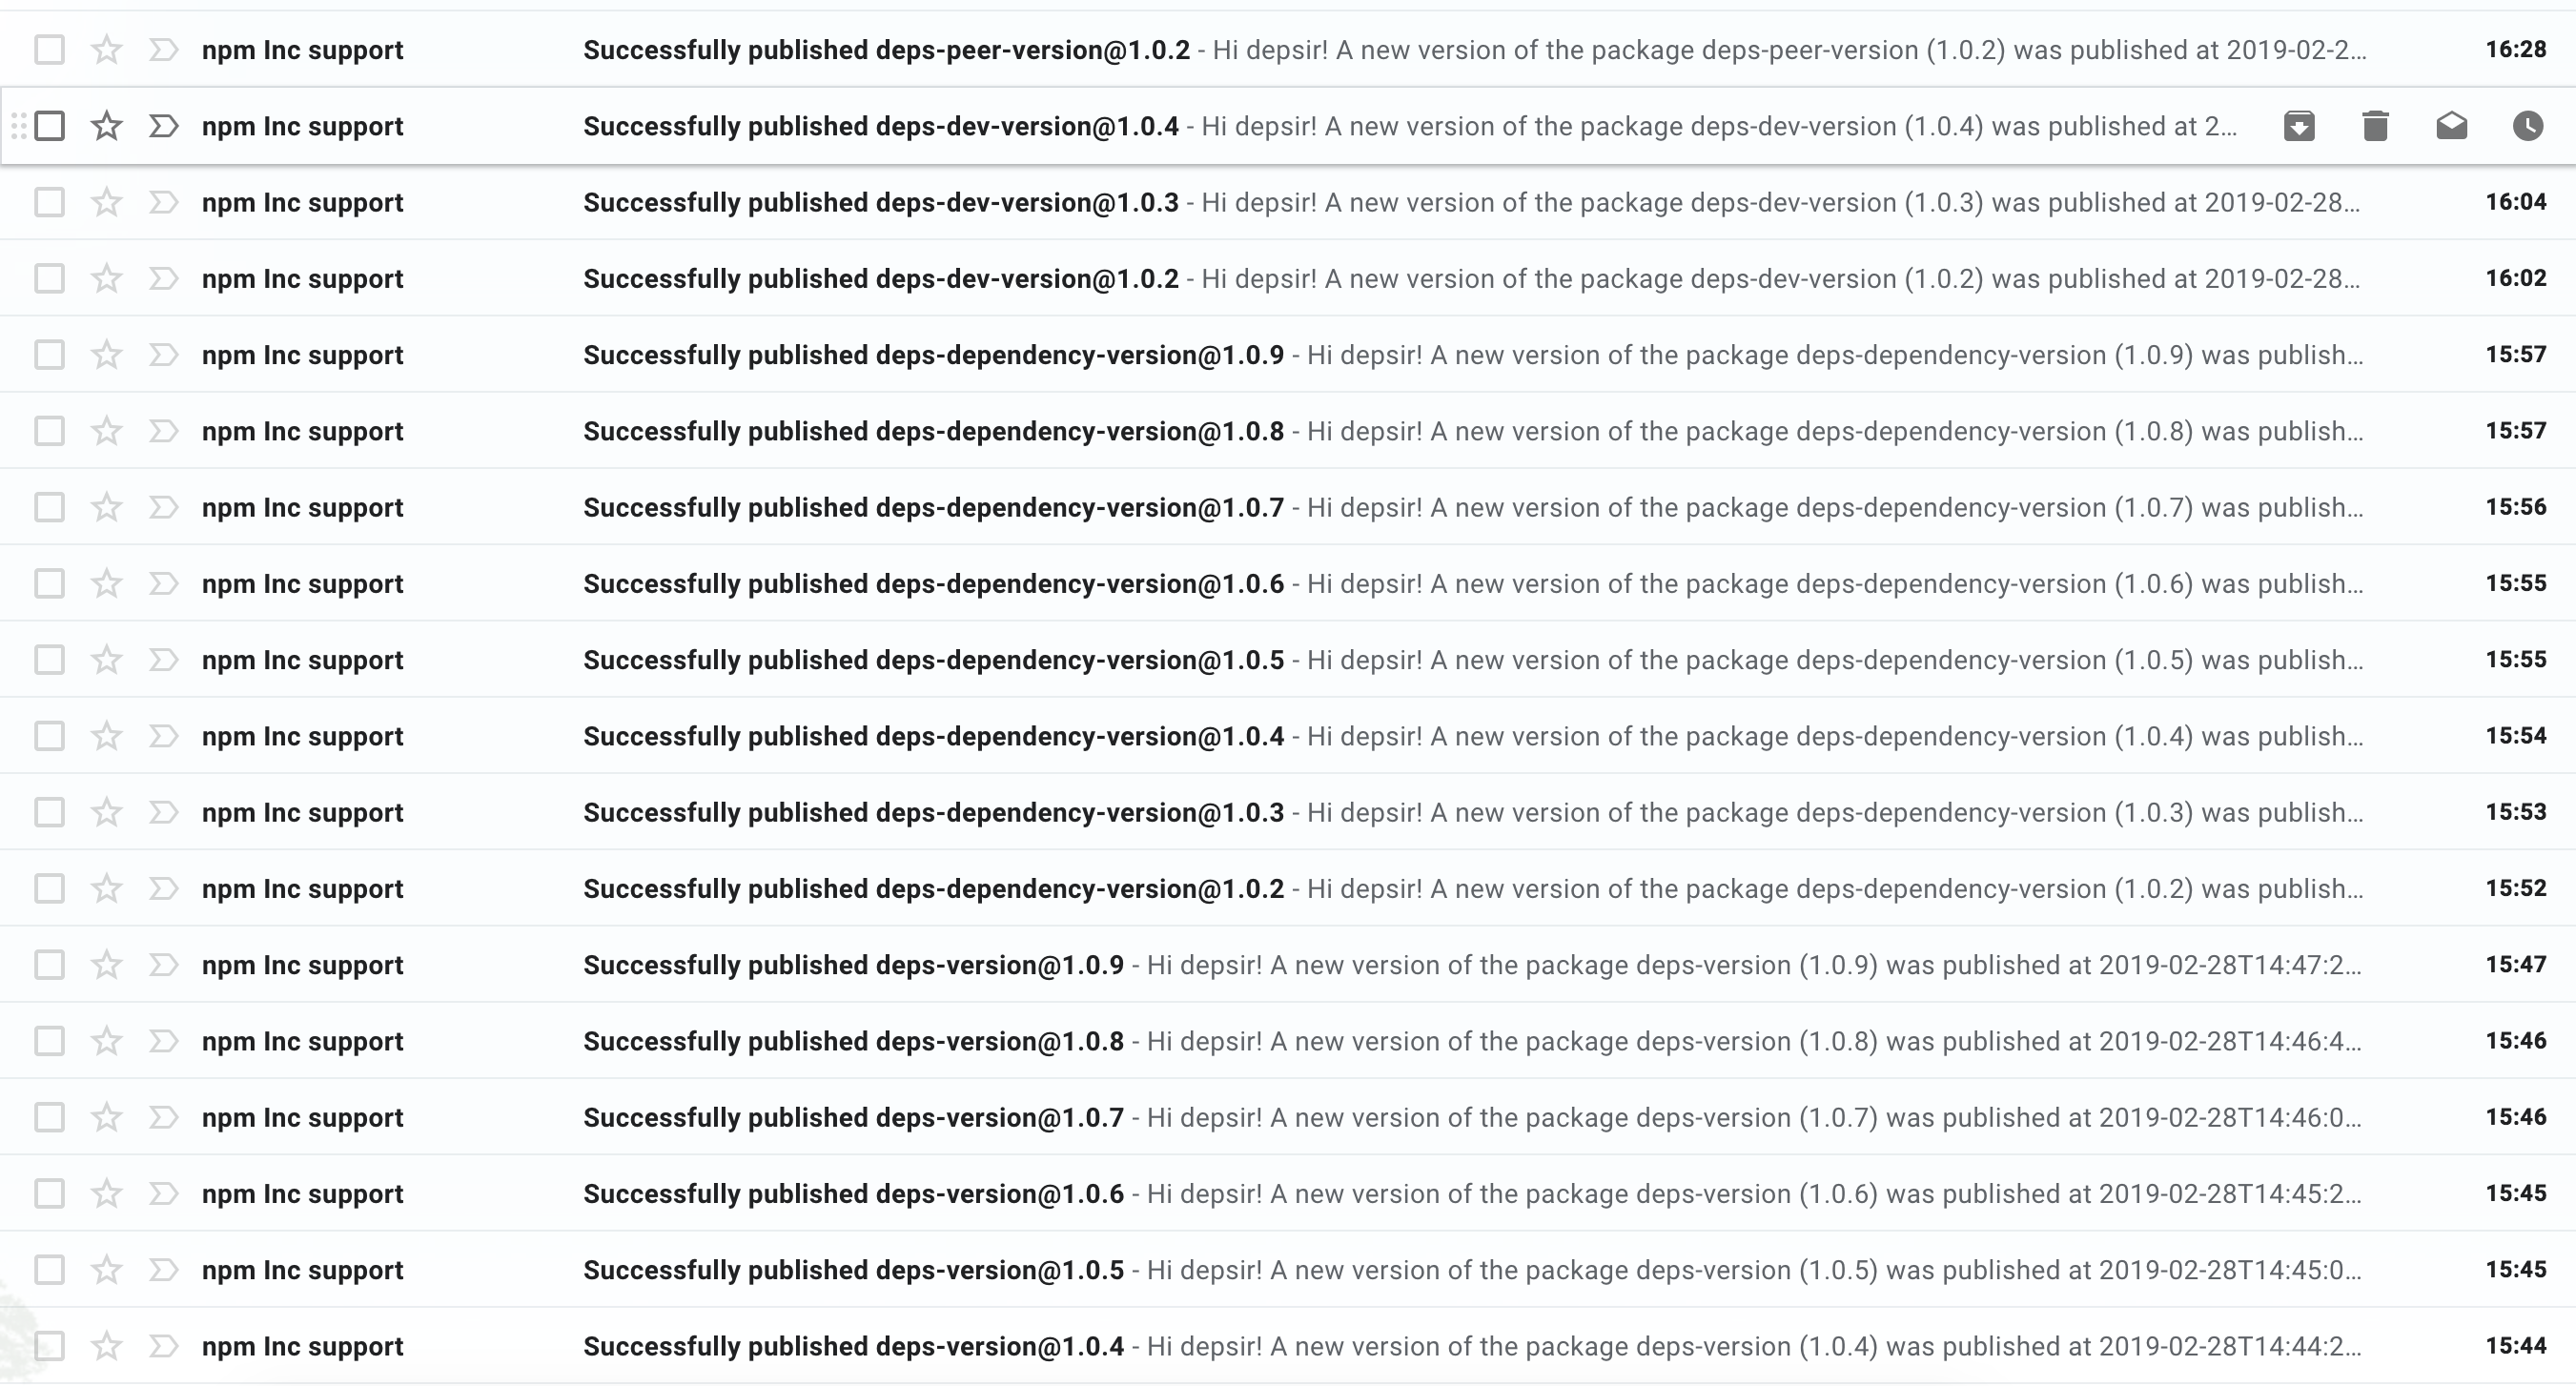 npm Inc support Successfully published deps-peer-version@1.0.2 - Hi depsir! A new version of the package deps-peer-version (1.0.2) was published at 2019-02-2… 16:28
npm Inc support Successfully published deps-dev-version@1.0.4 - Hi depsir! A new version of the package deps-dev-version (1.0.4) was published at 2…
npm Inc support Successfully published deps-dev-version@1.0.3 - Hi depsir! A new version of the package deps-dev-version (1.0.3) was published at 2019-02-28… 16:04
npm Inc support Successfully published deps-dev-version@1.0.2 - Hi depsir! A new version of the package deps-dev-version (1.0.2) was published at 2019-02-28… 16:02
npm Inc support Successfully published deps-dependency-version@1.0.9 - Hi depsir! A new version of the package deps-dependency-version (1.0.9) was publish… 15:57
npm Inc support Successfully published deps-dependency-version@1.0.8 - Hi depsir! A new version of the package deps-dependency-version (1.0.8) was publish… 15:57
npm Inc support Successfully published deps-dependency-version@1.0.7 - Hi depsir! A new version of the package deps-dependency-version (1.0.7) was publish… 15:56
npm Inc support Successfully published deps-dependency-version@1.0.6 - Hi depsir! A new version of the package deps-dependency-version (1.0.6) was publish… 15:55
npm Inc support Successfully published deps-dependency-version@1.0.5 - Hi depsir! A new version of the package deps-dependency-version (1.0.5) was publish… 15:55
npm Inc support Successfully published deps-dependency-version@1.0.4 - Hi depsir! A new version of the package deps-dependency-version (1.0.4) was publish… 15:54
npm Inc support Successfully published deps-dependency-version@1.0.3 - Hi depsir! A new version of the package deps-dependency-version (1.0.3) was publish… 15:53
npm Inc support Successfully published deps-dependency-version@1.0.2 - Hi depsir! A new version of the package deps-dependency-version (1.0.2) was publish… 15:52
npm Inc support Successfully published deps-version@1.0.9 - Hi depsir! A new version of the package deps-version (1.0.9) was published at 2019-02-28T14:47:2… 15:47
npm Inc support Successfully published deps-version@1.0.8 - Hi depsir! A new version of the package deps-version (1.0.8) was published at 2019-02-28T14:46:4… 15:46
npm Inc support Successfully published deps-version@1.0.7 - Hi depsir! A new version of the package deps-version (1.0.7) was published at 2019-02-28T14:46:0… 15:46
npm Inc support Successfully published deps-version@1.0.6 - Hi depsir! A new version of the package deps-version (1.0.6) was published at 2019-02-28T14:45:2… 15:45
npm Inc support Successfully published deps-version@1.0.5 - Hi depsir! A new version of the package deps-version (1.0.5) was published at 2019-02-28T14:45:0… 15:45
npm Inc support Successfully published deps-version@1.0.4 - Hi depsir! A new version of the package deps-version (1.0.4) was published at 2019-02-28T14:44:2… 15:44